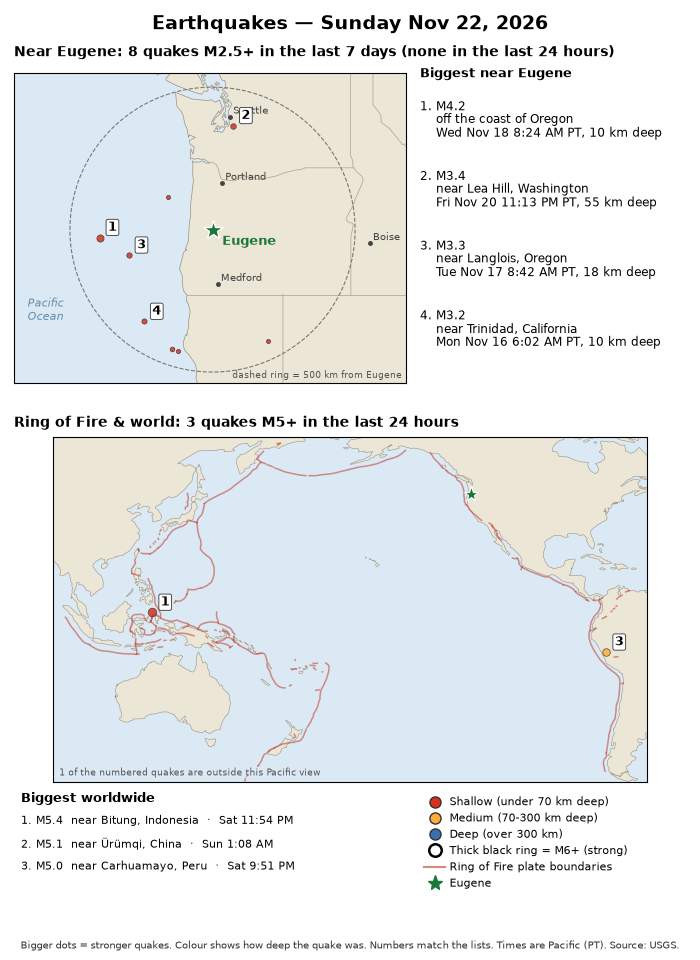 Earthquakes — Sunday Nov 22, 2026
Near Eugene: 8 quakes M2.5+ in the last 7 days (none in the last 24 hours)
Seattle
2
Portland
1
3
Eugene
Boise
Medford
4
Pacific
Ocean
dashed ring = 500 km from Eugene
Biggest near Eugene
1. M4.2
off the coast of Oregon
Wed Nov 18 8:24 AM PT, 10 km deep
2. M3.4
near Lea Hill, Washington
Fri Nov 20 11:13 PM PT, 55 km deep
3. M3.3
near Langlois, Oregon
Tue Nov 17 8:42 AM PT, 18 km deep
4. M3.2
near Trinidad, California
Mon Nov 16 6:02 AM PT, 10 km deep
Ring of Fire & world: 3 quakes M5+ in the last 24 hours
1
3
1 of the numbered quakes are outside this Pacific view
Biggest worldwide
1. M5.4 near Bitung, Indonesia · Sat 11:54 PM
2. M5.1 near Ürümqi, China · Sun 1:08 AM
3. M5.0 near Carhuamayo, Peru · Sat 9:51 PM
Shallow (under 70 km deep)
Medium (70-300 km deep)
Deep (over 300 km)
Thick black ring = M6+ (strong)
Ring of Fire plate boundaries
Eugene
Bigger dots = stronger quakes. Colour shows how deep the quake was. Numbers match the lists. Times are Pacific (PT). Source: USGS.